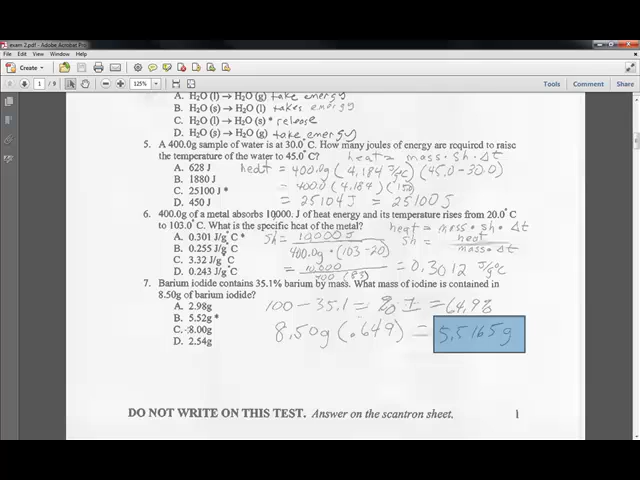 exam 2.pdf - Adobe Acrobat Pro
File Edit View Window Help
Create
1 / 9
125%
Tools Comment Share
A. H₂O (l) → H₂O (g) take energy
B. H₂O (s) → H₂O (l) takes energy
C. H₂O (l) → H₂O (s) * release
D. H₂O (s) → H₂O (g) take energy
5. A 400.0g sample of water is at 30.0°C. How many joules of energy are required to raise
the temperature of the water to 45.0°C? heat = mass · sh · Δt
A. 628 J heat = 400.0g (4.184 J/g°C) (45.0-30.0)
B. 1880 J = 400.0 (4.184) (15.0)
C. 25100 J *
D. 450 J = 25104 J = 25100 J
6. 400.0g of a metal absorbs 10,000. J of heat energy and its temperature rises from 20.0°C
to 103.0°C. What is the specific heat of the metal? heat = mass · sh · Δt
A. 0.301 J/g°C * sh = 10,000 J / 400.0g · (103-20) sh = heat / mass · Δt
B. 0.255 J/g°C
C. 3.32 J/g°C = 10,000 / 400 (83) = 0.3012 J/g°C
D. 0.243 J/g°C
7. Barium iodide contains 35.1% barium by mass. What mass of iodine is contained in
8.50g of barium iodide?
A. 2.98g 100 - 35.1 = % I = 64.9%
B. 5.52g *
C. 8.00g 8.50g (.649) = 5.5165g
D. 2.54g
DO NOT WRITE ON THIS TEST. Answer on the scantron sheet. 1